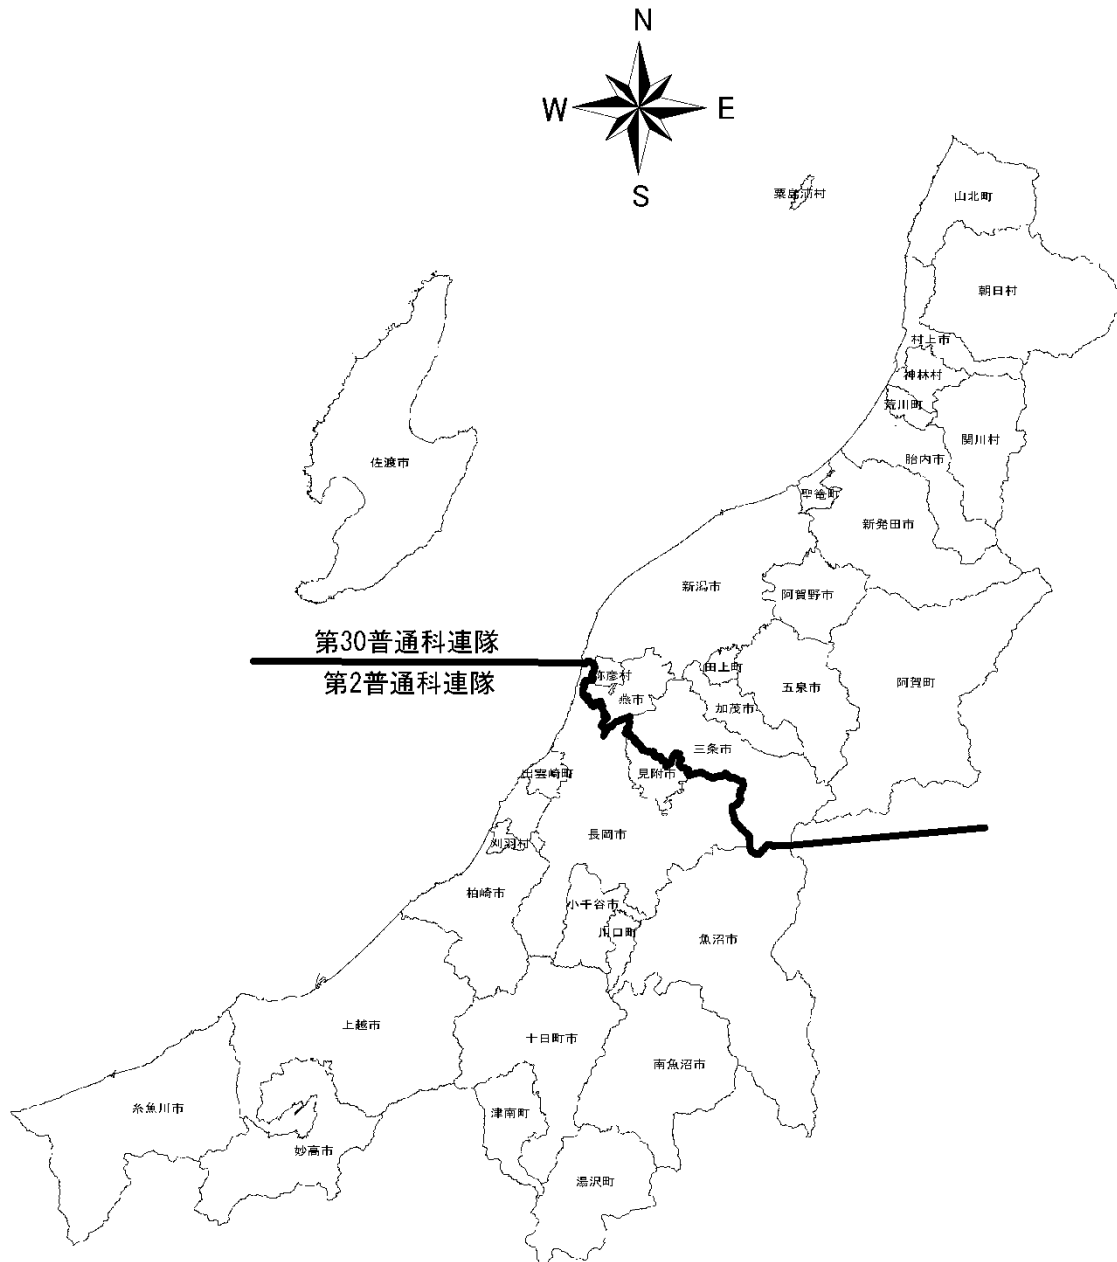 N
W
E
S
粟島浦村
山北町
朝日村
村上市
神林村
荒川町
関川村
胎内市
佐渡市
聖篭町
新発田市
新潟市
阿賀野市
第30普通科連隊
第2普通科連隊
弥彦村
田上町
阿賀町
五泉市
燕市
加茂市
三条市
出雲崎町
見附市
長岡市
刈羽村
柏崎市
小千谷市
川口町
魚沼市
上越市
十日町市
南魚沼市
糸魚川市
津南町
妙高市
湯沢町